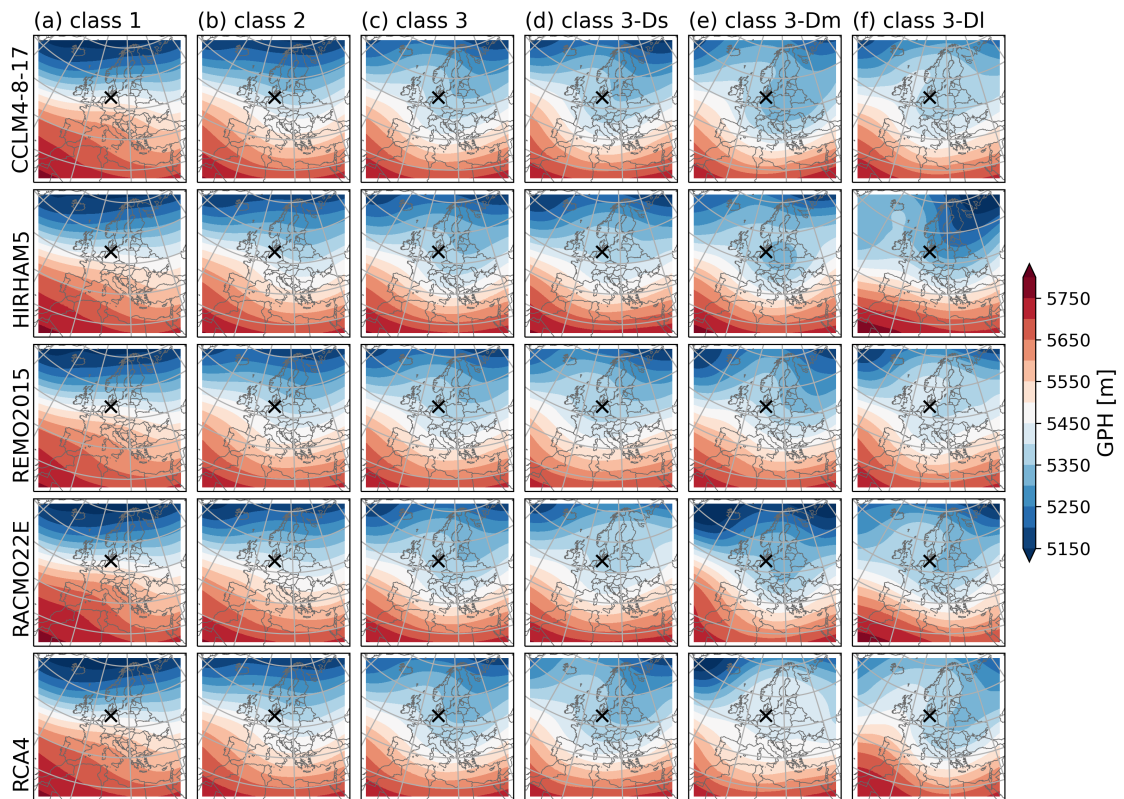 (a) class 1 (b) class 2 (c) class 3 (d) class 3-Ds (e) class 3-Dm (f) class 3-Dl
CCLM4-8-17
HIRHAM5
REMO2015
RACMO22E
RCA4
5750
5650
5550
5450
5350
5250
5150
GPH [m]